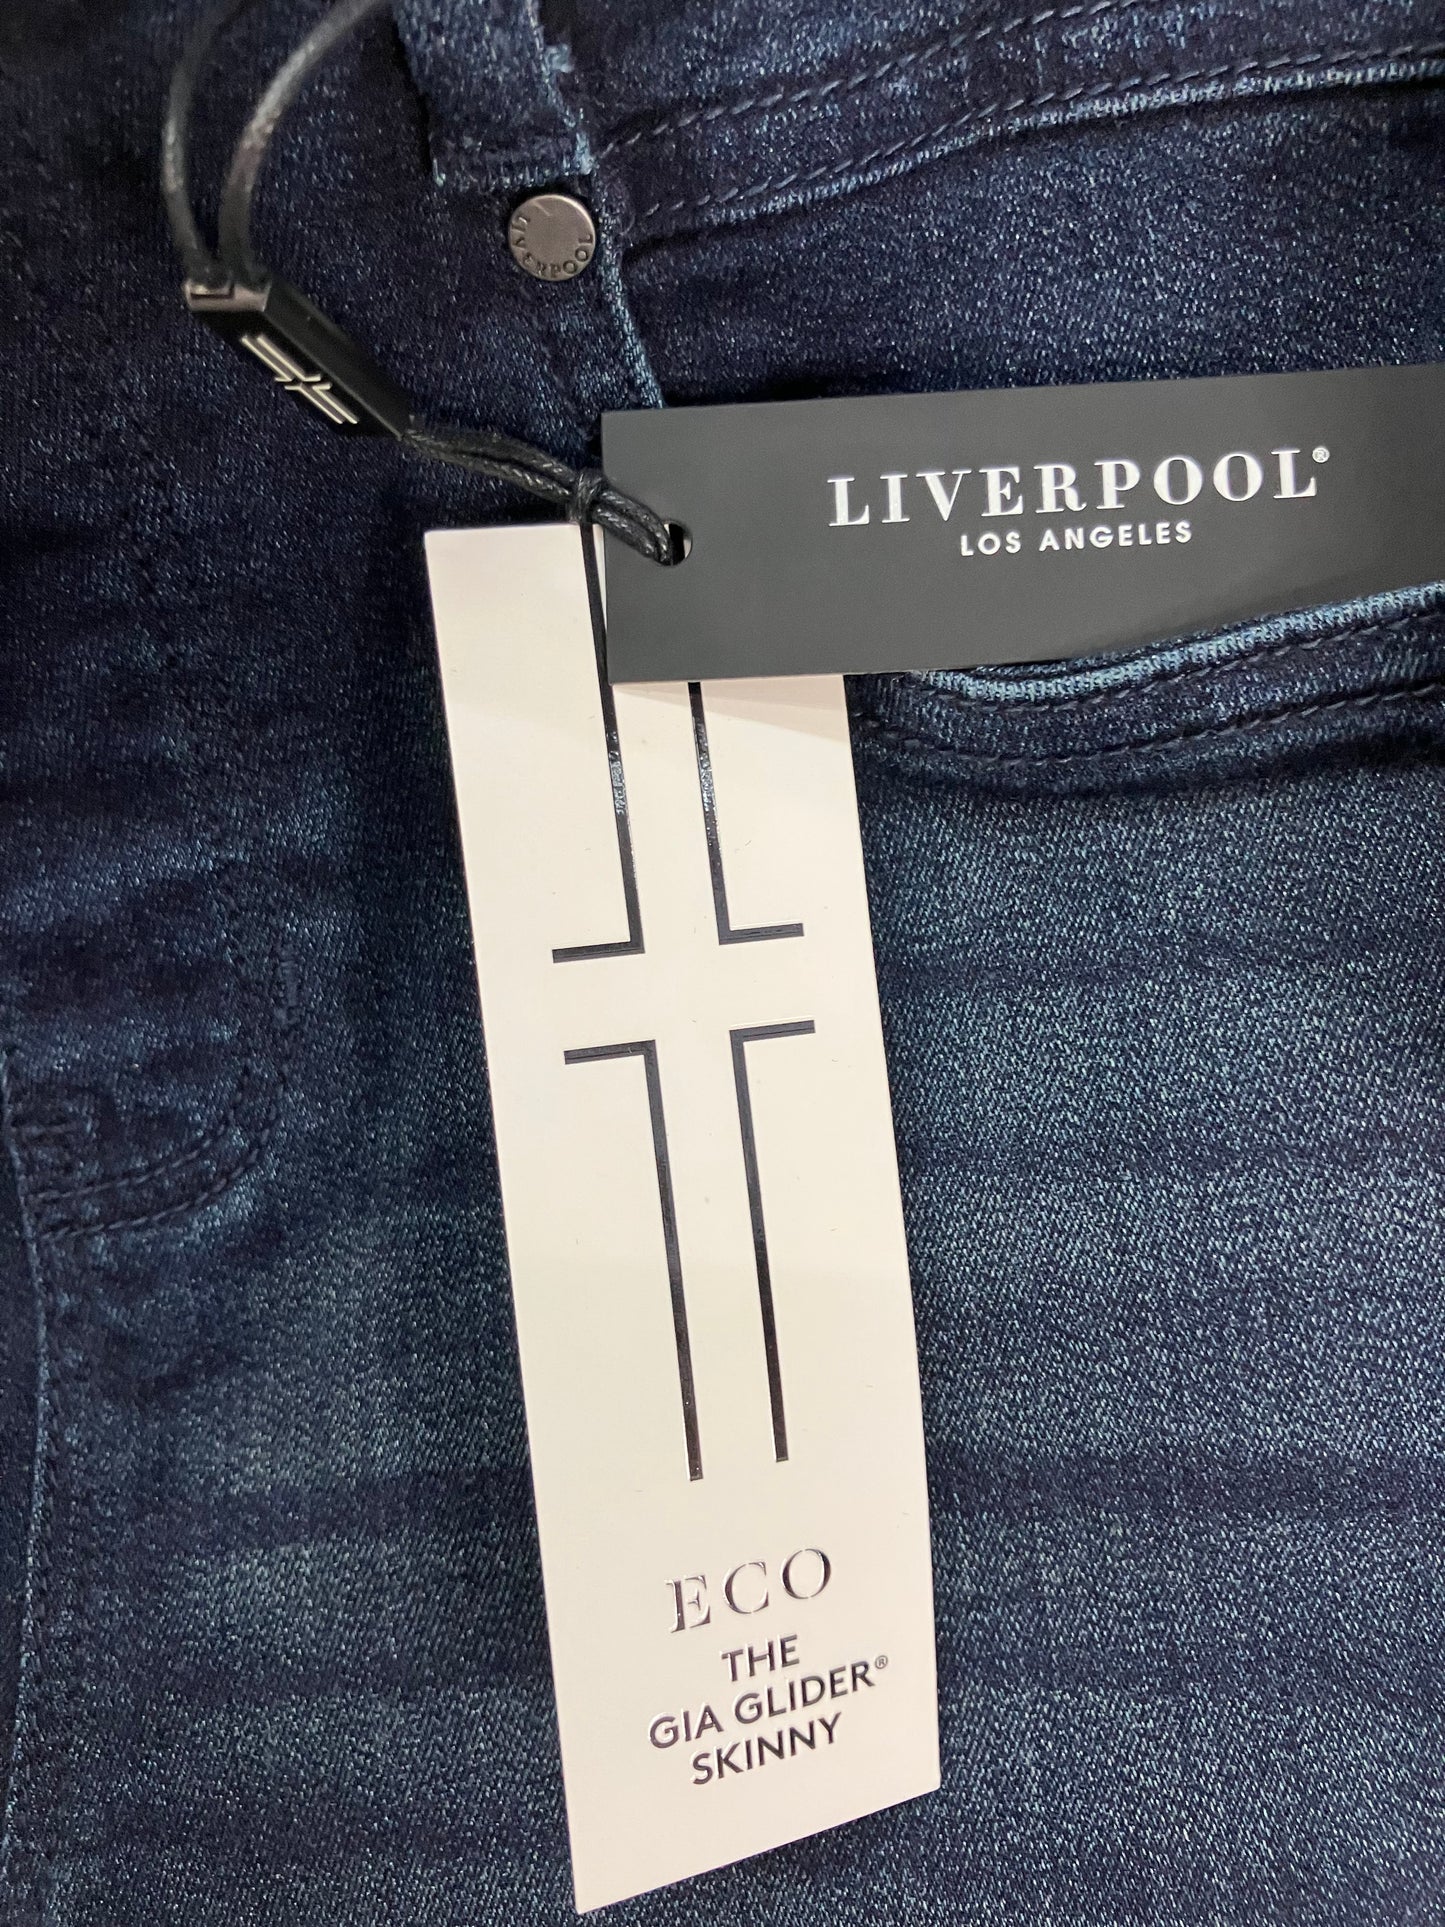 LIVERPOOL
LIVERPOOL®
LOS ANGELES
ECO
THE
GIA GLIDER®
SKINNY